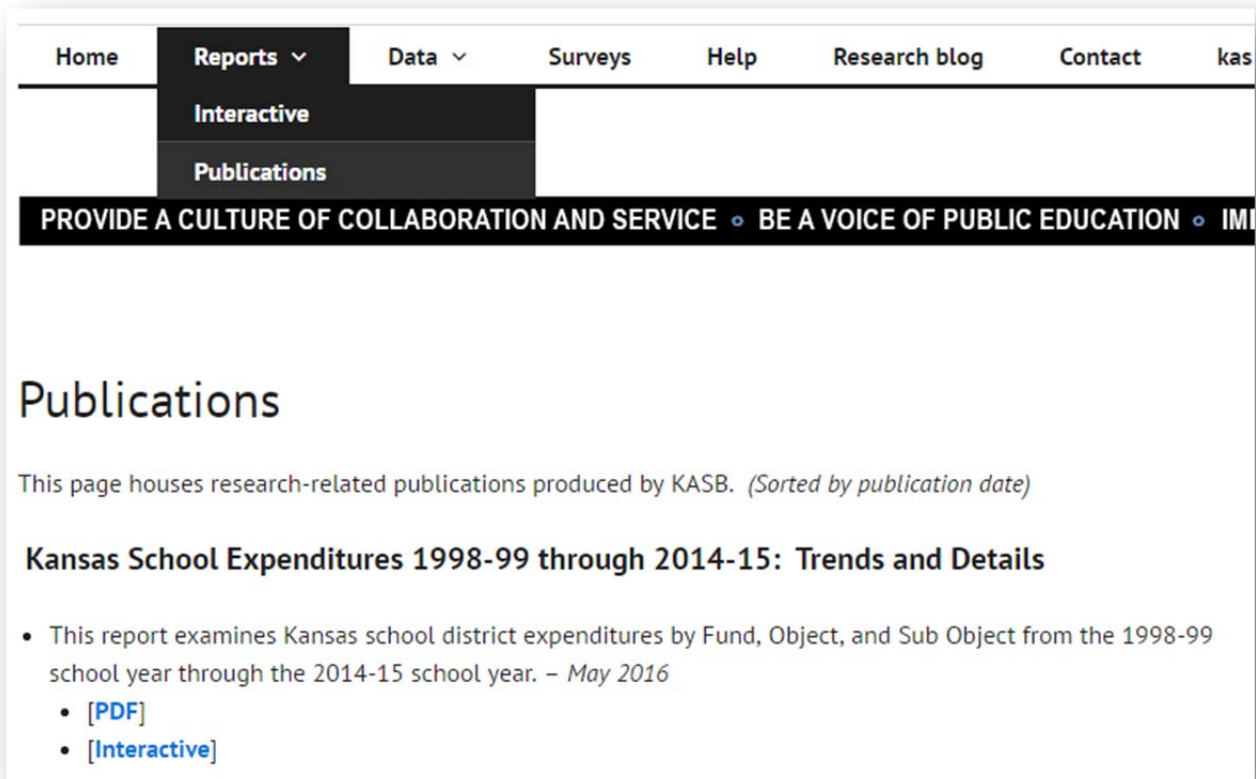 Home Reports Data Surveys Help Research blog Contact kas
Interactive
Publications
PROVIDE A CULTURE OF COLLABORATION AND SERVICE BE A VOICE OF PUBLIC EDUCATION
Publications
This page houses research-related publications produced by KASB. (Sorted by publication date)
Kansas School Expenditures 1998-99 through 2014-15: Trends and Details
• This report examines Kansas school district expenditures by Fund, Object, and Sub Object from the 1998-99
school year through the 2014-15 school year. – May 2016
• [PDF]
• [Interactive]